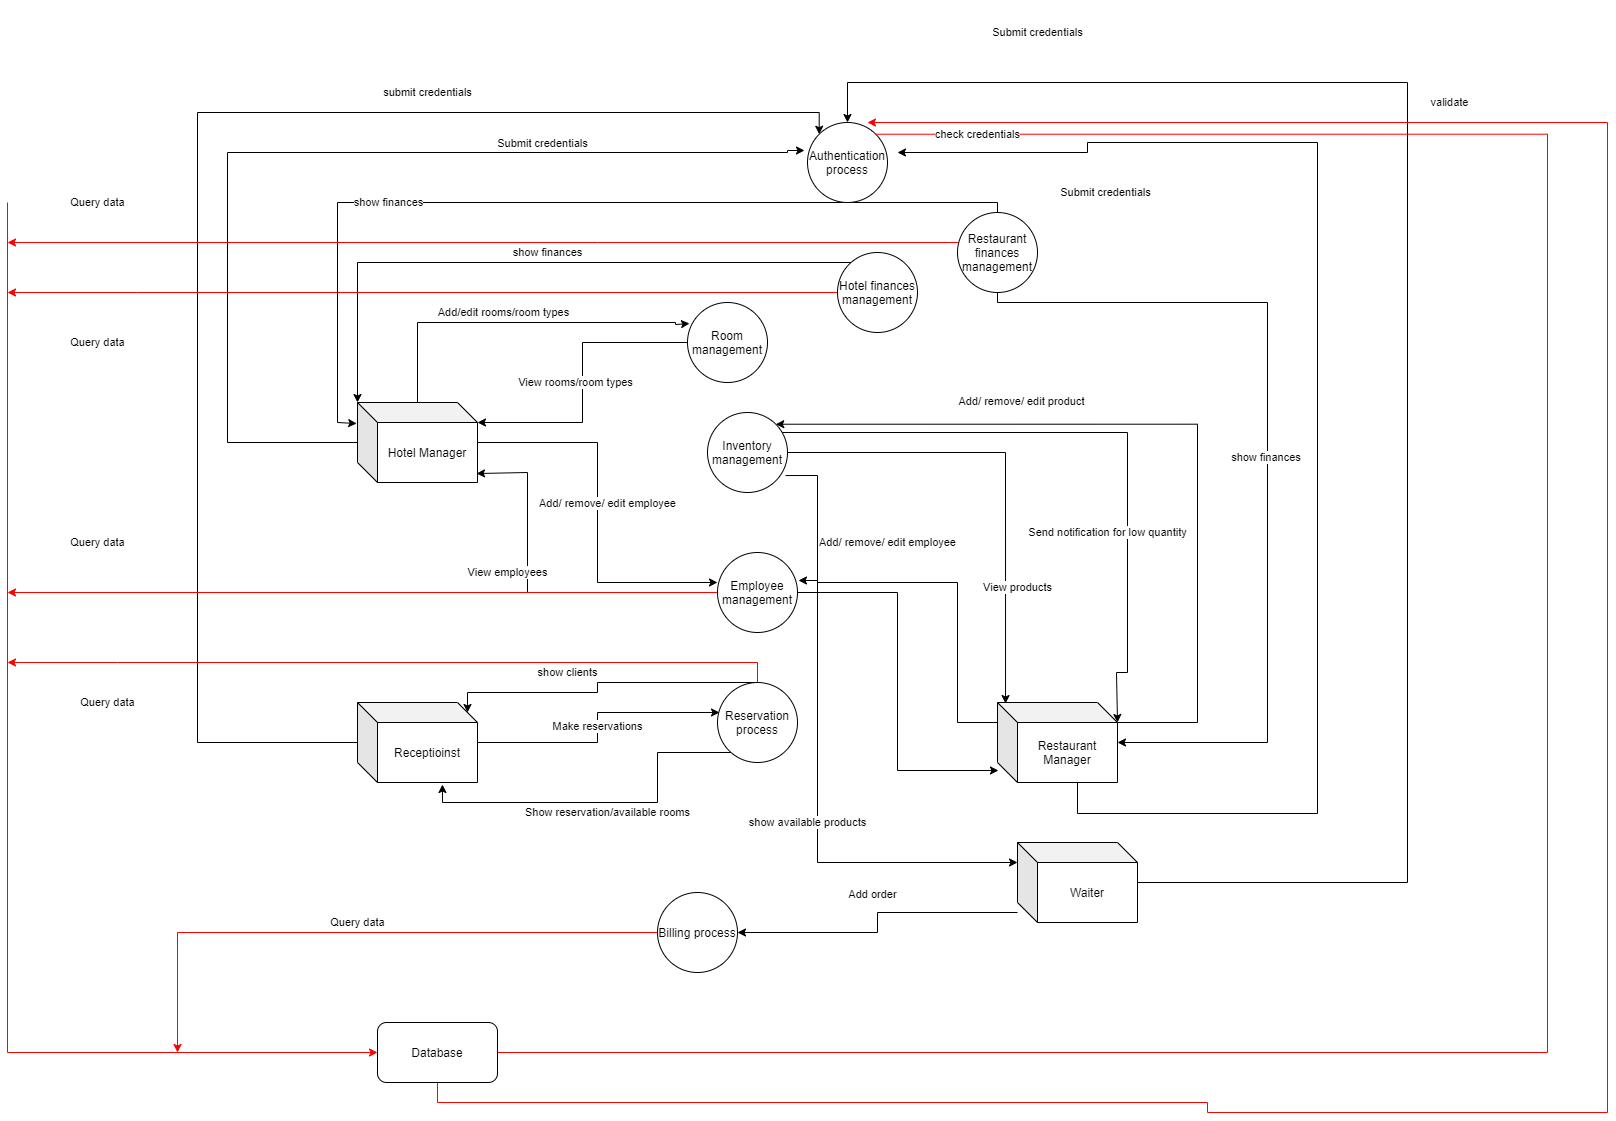 Submit credentials
submit credentials
validate
check credentials
Submit credentials
Authentication
process
Submit credentials
Query data
show finances
Restaurant
finances
management
show finances
Hotel finances
management
Add/edit rooms/room types
Room
management
Query data
View rooms/room types
Add/ remove/ edit product
Hotel Manager
Inventory
management
show finances
Add/ remove/ edit employee
Send notification for low quantity
Query data
Add/ remove/ edit employee
View employees
Employee
management
View products
show clients
Query data
Make reservations
Reservation
process
Receptioinst
Restaurant
Manager
Show reservation/available rooms
show available products
Add order
Waiter
Query data
Billing process
Database